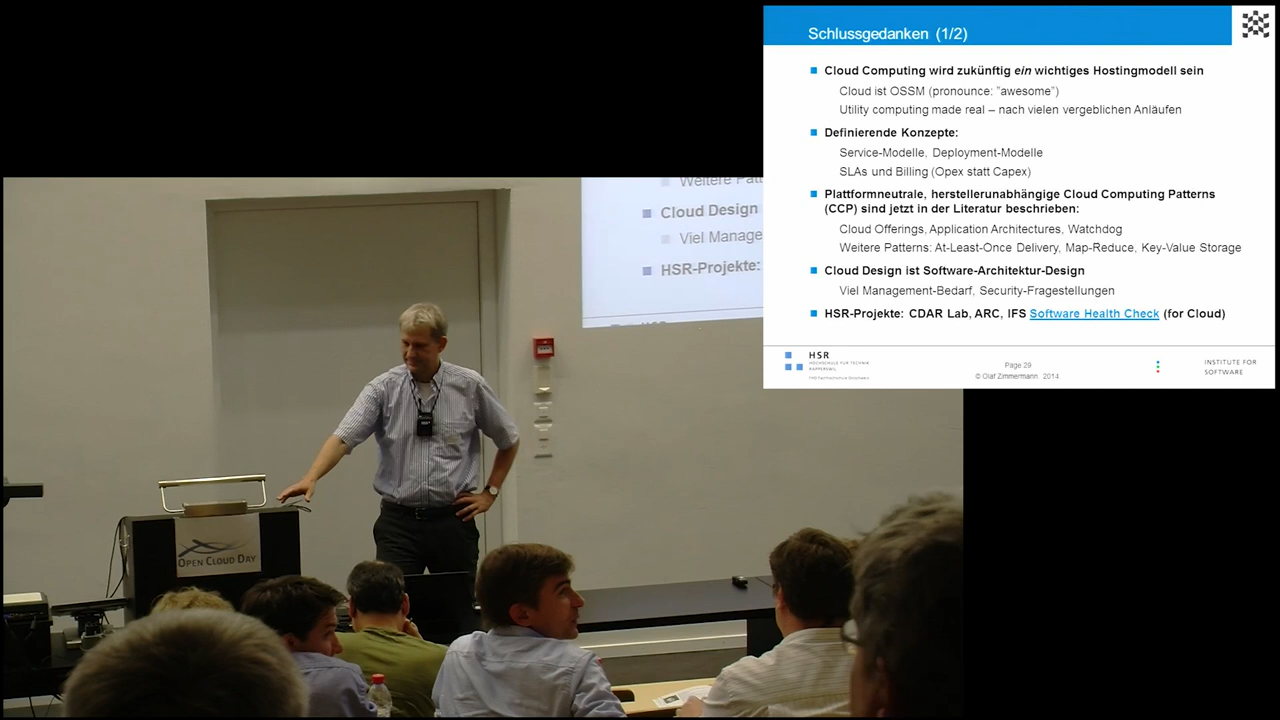 Schlussgedanken (1/2)
Cloud Computing wird zukünftig ein wichtiges Hostingmodell sein
Cloud ist OSSM (pronounce: "awesome")
Utility computing made real – nach vielen vergeblichen Anläufen
Definierende Konzepte:
Service-Modelle, Deployment-Modelle
SLAs und Billing (Opex statt Capex)
Plattformneutrale, herstellerunabhängige Cloud Computing Patterns
(CCP) sind jetzt in der Literatur beschrieben:
Cloud Offerings, Application Architectures, Watchdog
Weitere Patterns: At-Least-Once Delivery, Map-Reduce, Key-Value Storage
Cloud Design ist Software-Architektur-Design
Viel Management-Bedarf, Security-Fragestellungen
HSR-Projekte: CDAR Lab, ARC, IFS Software Health Check (for Cloud)
HSR
HOCHSCHULE FÜR TECHNIK
RAPPERSWIL
Page 29
© Olaf Zimmermann 2014
INSTITUTE FOR
SOFTWARE
Weitere
Cloud Design
Viel Manage
HSR-Projekte:
OPEN CLOUD DAY